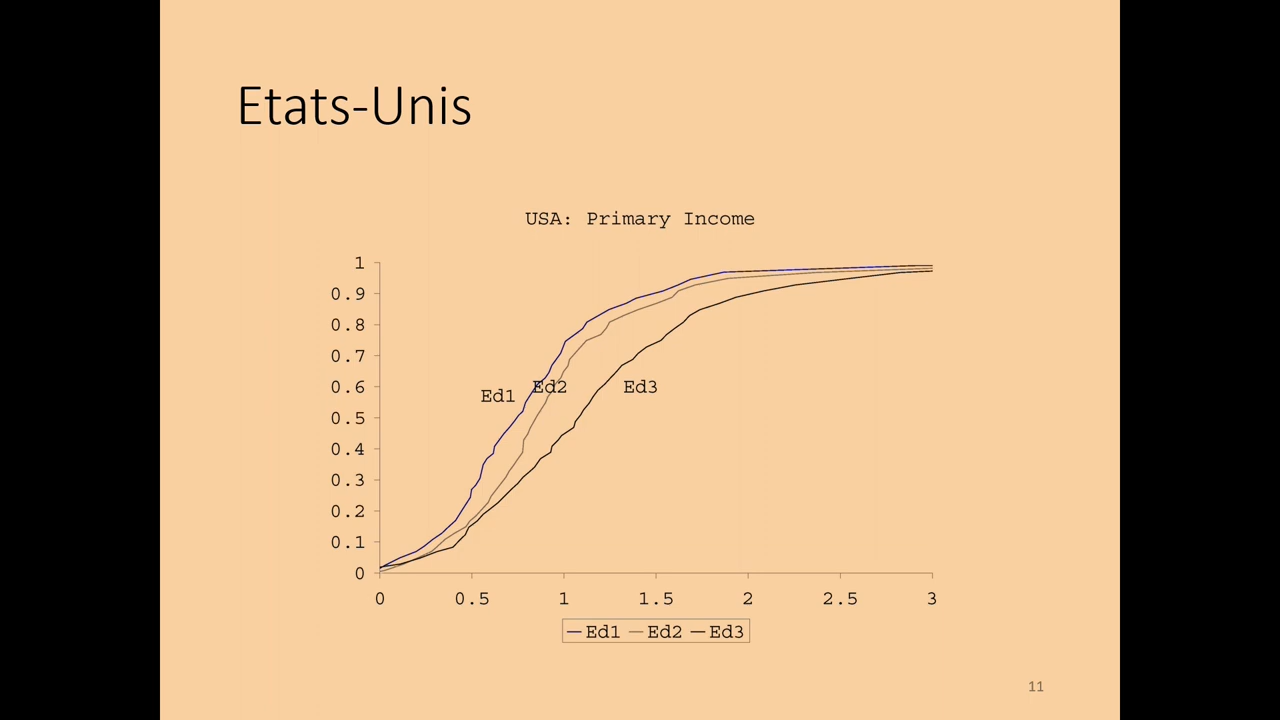 Etats-Unis
USA: Primary Income
1
0.9
0.8
0.7
0.6
0.5
0.4
0.3
0.2
0.1
0
Ed1 Ed2 Ed3
0 0.5 1 1.5 2 2.5 3
Ed1 Ed2 Ed3
11